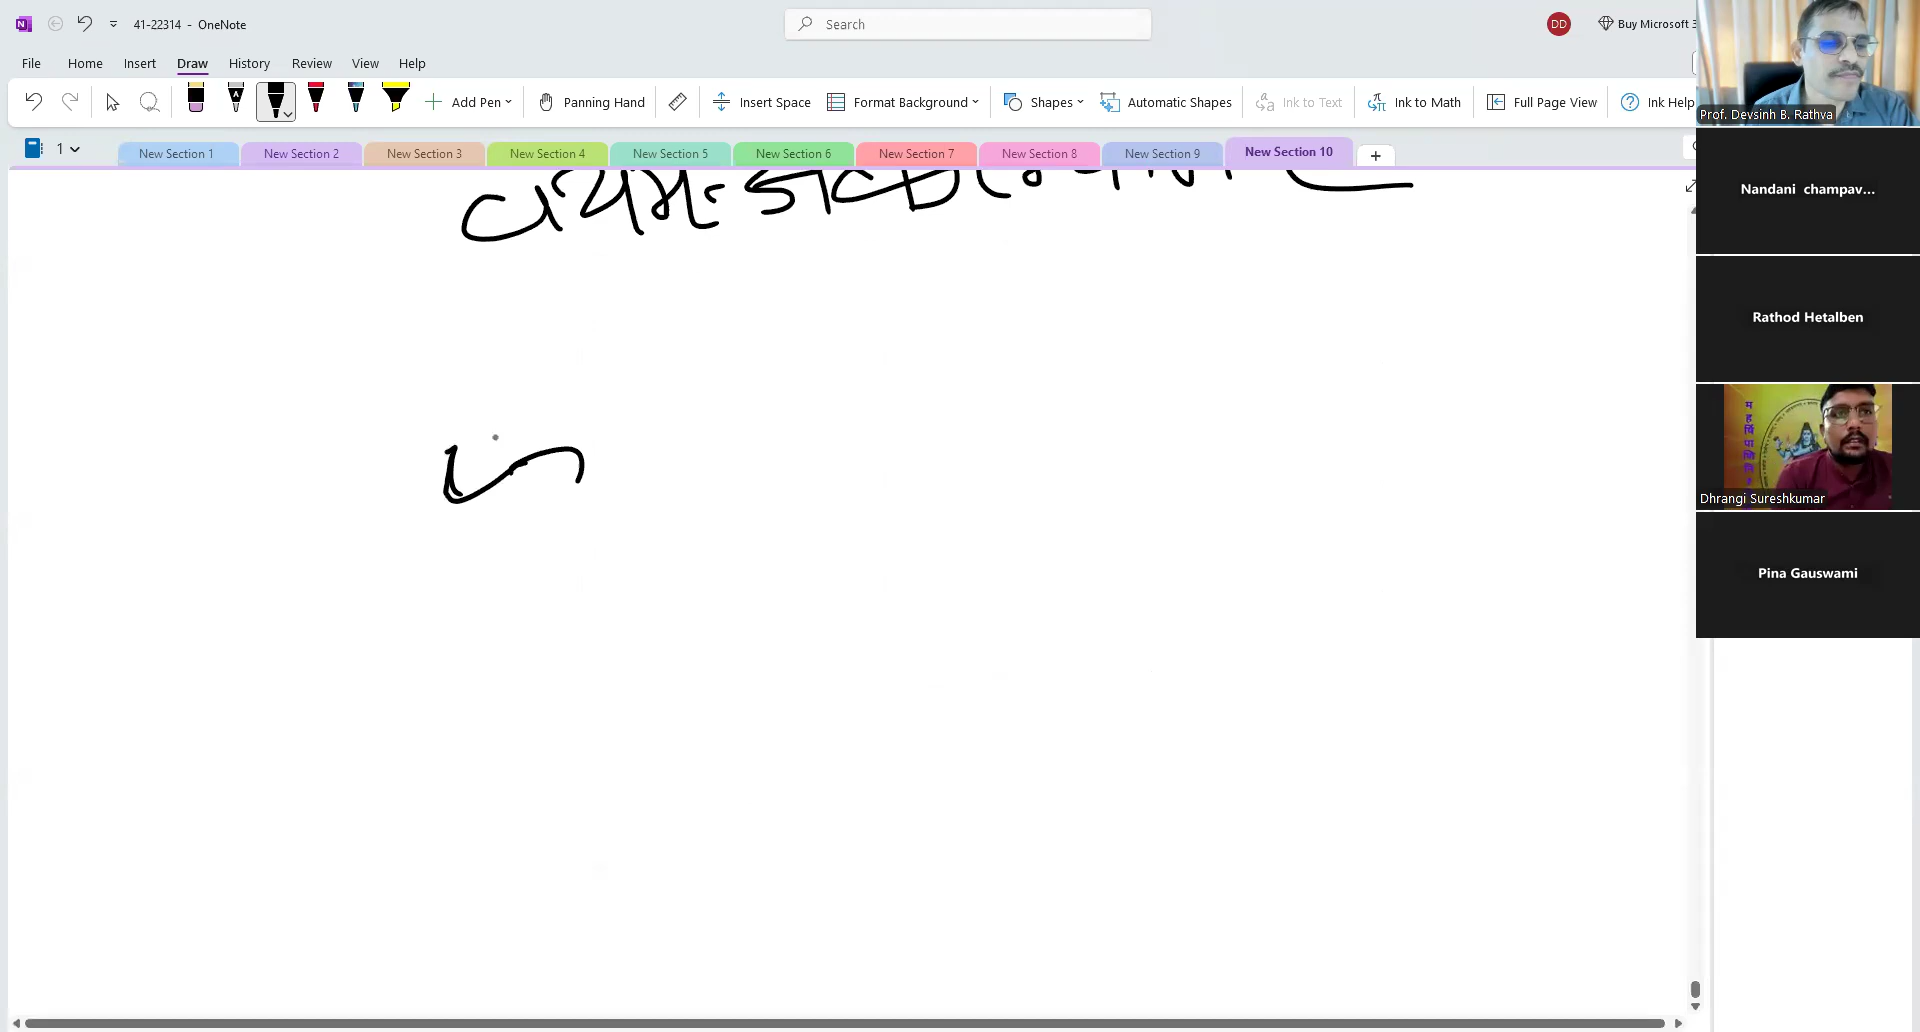 41-22314 - OneNote
Search
DD
Buy Microsoft 3
File Home Insert Draw History Review View Help
Add Pen Panning Hand Insert Space Format Background Shapes Automatic Shapes Ink to Text Ink to Math Full Page View Ink Help
Prof. Devsinh B. Rathva
1 New Section 1 New Section 2 New Section 3 New Section 4 New Section 5 New Section 6 New Section 7 New Section 8 New Section 9 New Section 10
Nandani champav...
Rathod Hetalben
Dhrangi Sureshkumar
Pina Gauswami